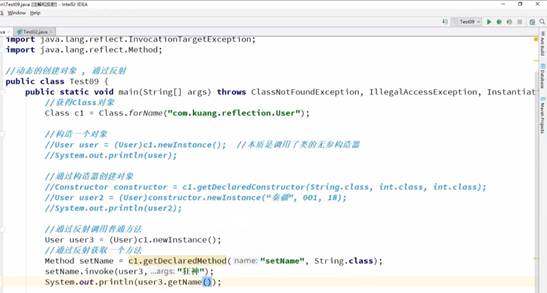 \Test09.java [注解和反射] - IntelliJ IDEA
Window Help
Test09
Test02.java
import java.lang.reflect.InvocationTargetException;
import java.lang.reflect.Method;
//动态的创建对象 , 通过反射
public class Test09 {
public static void main(String[] args) throws ClassNotFoundException, IllegalAccessException, Instantiat
//获得Class对象
Class c1 = Class.forName("com.kuang.reflection.User");
//构造一个对象
//User user = (User)c1.newInstance(); //本质是调用了类的无参构造器
//System.out.println(user);
//通过构造器创建对象
//Constructor constructor = c1.getDeclaredConstructor(String.class, int.class, int.class);
//User user2 = (User)constructor.newInstance("秦疆", 001, 18);
//System.out.println(user2);
//通过反射调用普通方法
User user3 = (User)c1.newInstance();
//通过反射获取一个方法
Method setName = c1.getDeclaredMethod( name: "setName", String.class);
setName.invoke(user3, ...args: "狂神");
System.out.println(user3.getName());
Ant Build
Database
Maven Projects